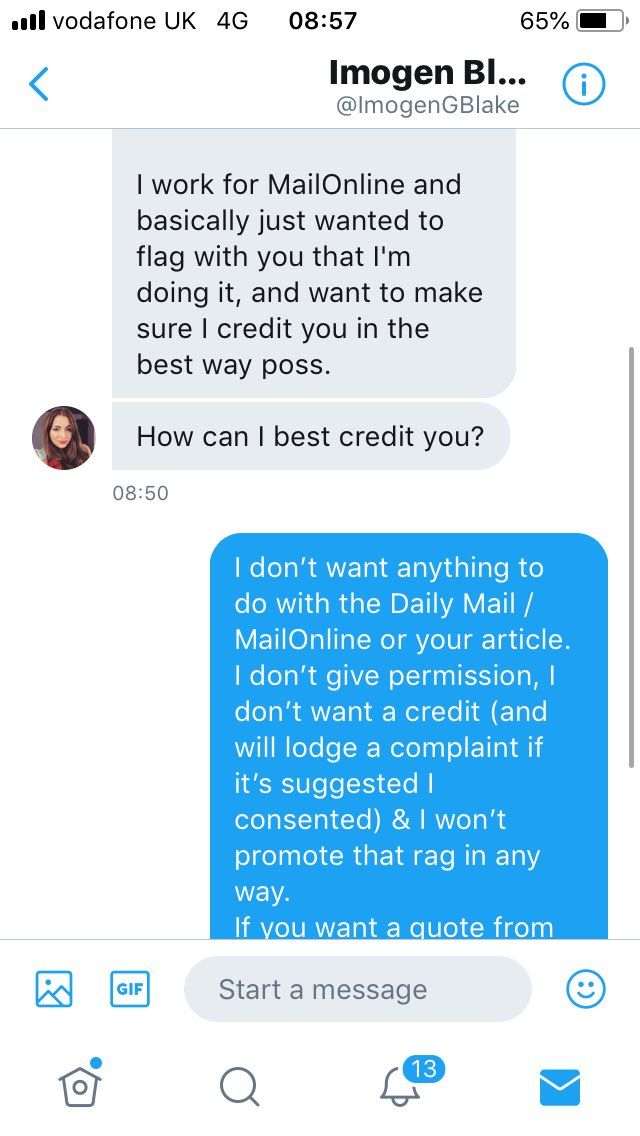 vodafone UK 4G 08:57 65%
Imogen Bl...
@ImogenGBlake
I work for MailOnline and
basically just wanted to
flag with you that I'm
doing it, and want to make
sure I credit you in the
best way poss.
How can I best credit you?
08:50
I don’t want anything to
do with the Daily Mail /
MailOnline or your article.
I don’t give permission, I
don’t want a credit (and
will lodge a complaint if
it’s suggested I
consented) & I won’t
promote that rag in any
way.
If you want a quote from
GIF
Start a message
13